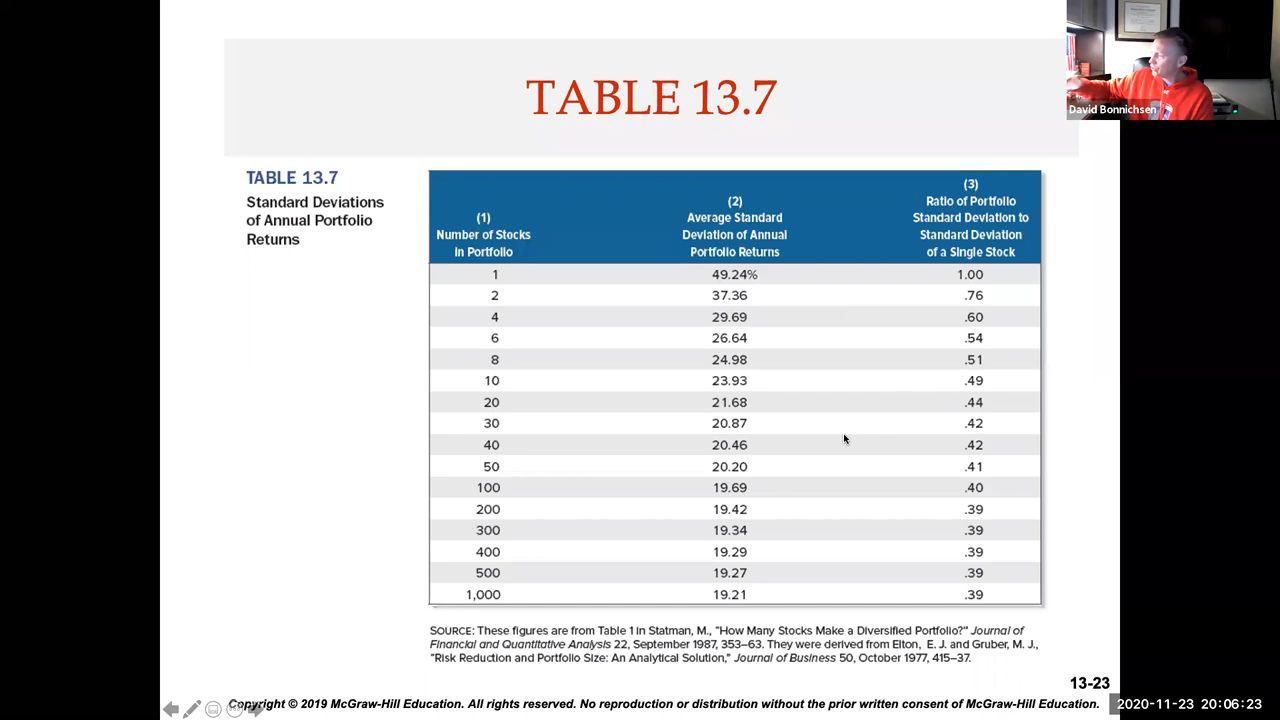 TABLE 13.7
David Bonnichsen
TABLE 13.7
Standard Deviations
of Annual Portfolio
Returns
(1)
Number of Stocks
in Portfolio
(2)
Average Standard
Deviation of Annual
Portfolio Returns
(3)
Ratio of Portfolio
Standard Deviation to
Standard Deviation
of a Single Stock
1 49.24% 1.00
2 37.36 .76
4 29.69 .60
6 26.64 .54
8 24.98 .51
10 23.93 .49
20 21.68 .44
30 20.87 .42
40 20.46 .42
50 20.20 .41
100 19.69 .40
200 19.42 .39
300 19.34 .39
400 19.29 .39
500 19.27 .39
1,000 19.21 .39
SOURCE: These figures are from Table 1 in Statman, M., "How Many Stocks Make a Diversified Portfolio?" Journal of
Financial and Quantitative Analysis 22, September 1987, 353–63. They were derived from Elton, E. J. and Gruber, M. J.,
"Risk Reduction and Portfolio Size: An Analytical Solution," Journal of Business 50, October 1977, 415–37.
13-23
Copyright © 2019 McGraw-Hill Education. All rights reserved. No reproduction or distribution without the prior written consent of McGraw-Hill Education.
2020-11-23 20:06:23